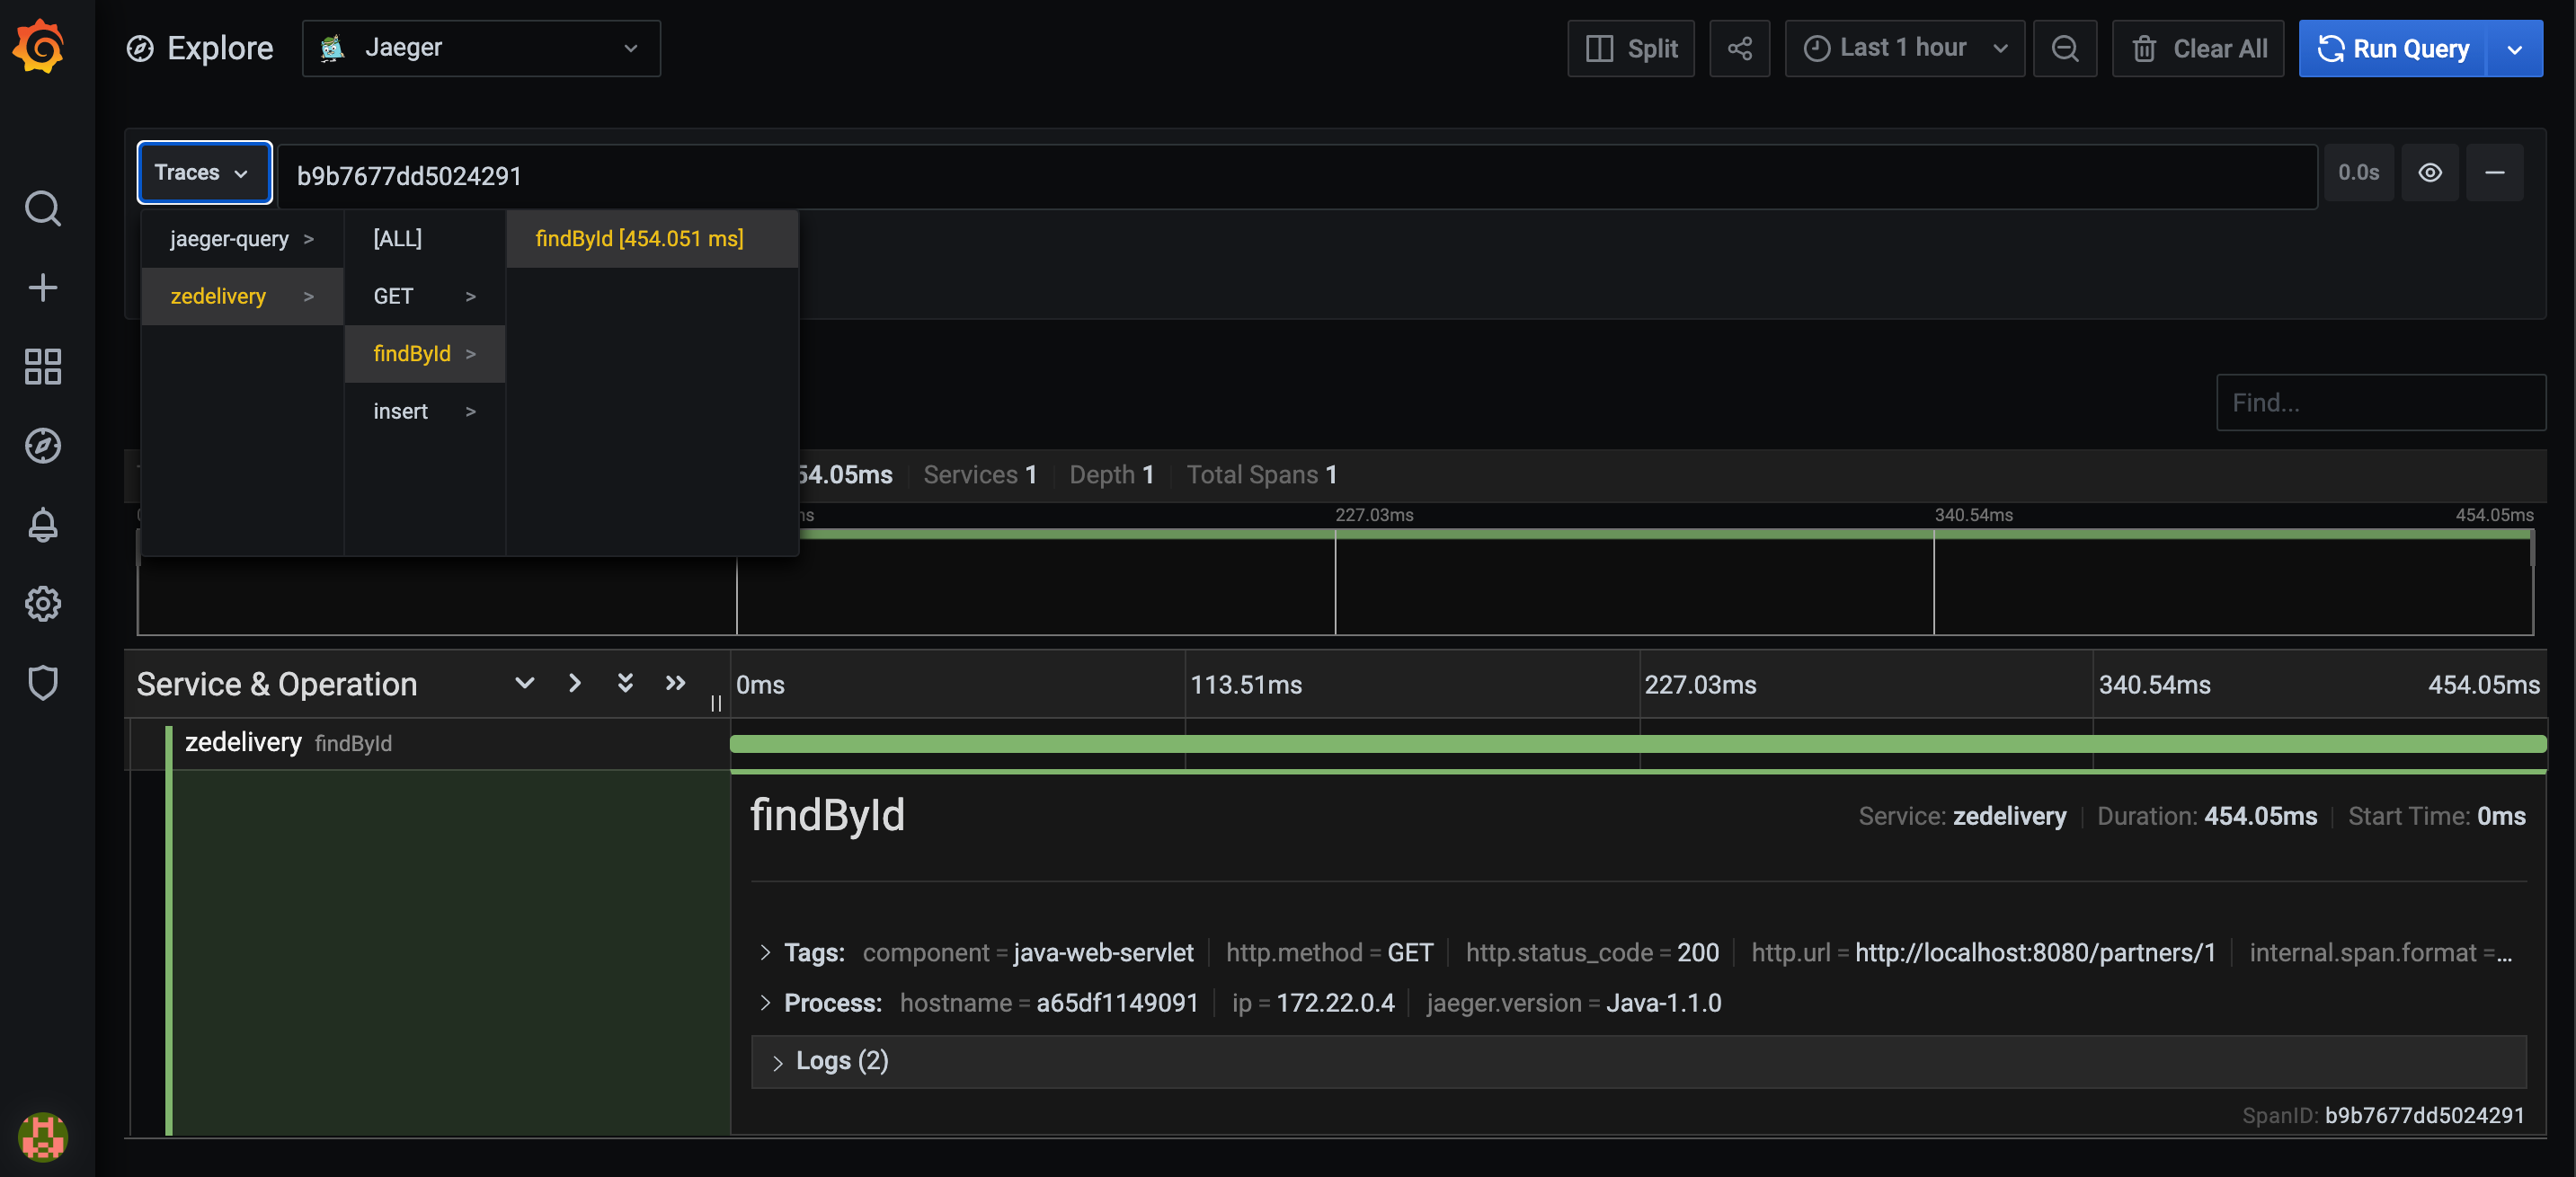 Explore
Jaeger
Split
Last 1 hour
Clear All
Run Query
Traces
b9b7677dd5024291
0.0s
jaeger-query >
[ALL]
findById [454.051 ms]
zedelivery >
GET >
findById >
insert >
Find...
54.05ms Services 1 Depth 1 Total Spans 1
227.03ms 340.54ms 454.05ms
Service & Operation
0ms 113.51ms 227.03ms 340.54ms 454.05ms
zedelivery findById
findById
Service: zedelivery Duration: 454.05ms Start Time: 0ms
Tags: component = java-web-servlet http.method = GET http.status_code = 200 http.url = http://localhost:8080/partners/1 internal.span.format =...
Process: hostname = a65df1149091 ip = 172.22.0.4 jaeger.version = Java-1.1.0
Logs (2)
SpanID: b9b7677dd5024291